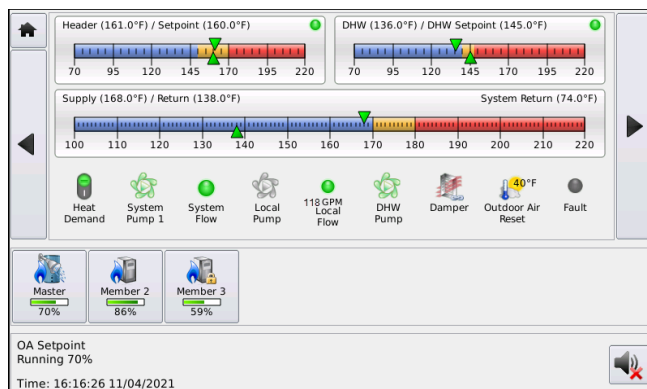 Header (161.0°F) / Setpoint (160.0°F)
70 95 120 145 170 195 220
DHW (136.0°F) / DHW Setpoint (145.0°F)
70 95 120 145 170 195 220
Supply (168.0°F) / Return (138.0°F) System Return (74.0°F)
100 110 120 130 140 150 160 170 180 190 200 210 220
Heat
Demand
System
Pump 1
System
Flow
Local
Pump
118 GPM
Local
Flow
DHW
Pump
Damper
40°F
Outdoor Air
Reset
Fault
Master
70%
Member 2
86%
Member 3
59%
OA Setpoint
Running 70%
Time: 16:16:26 11/04/2021